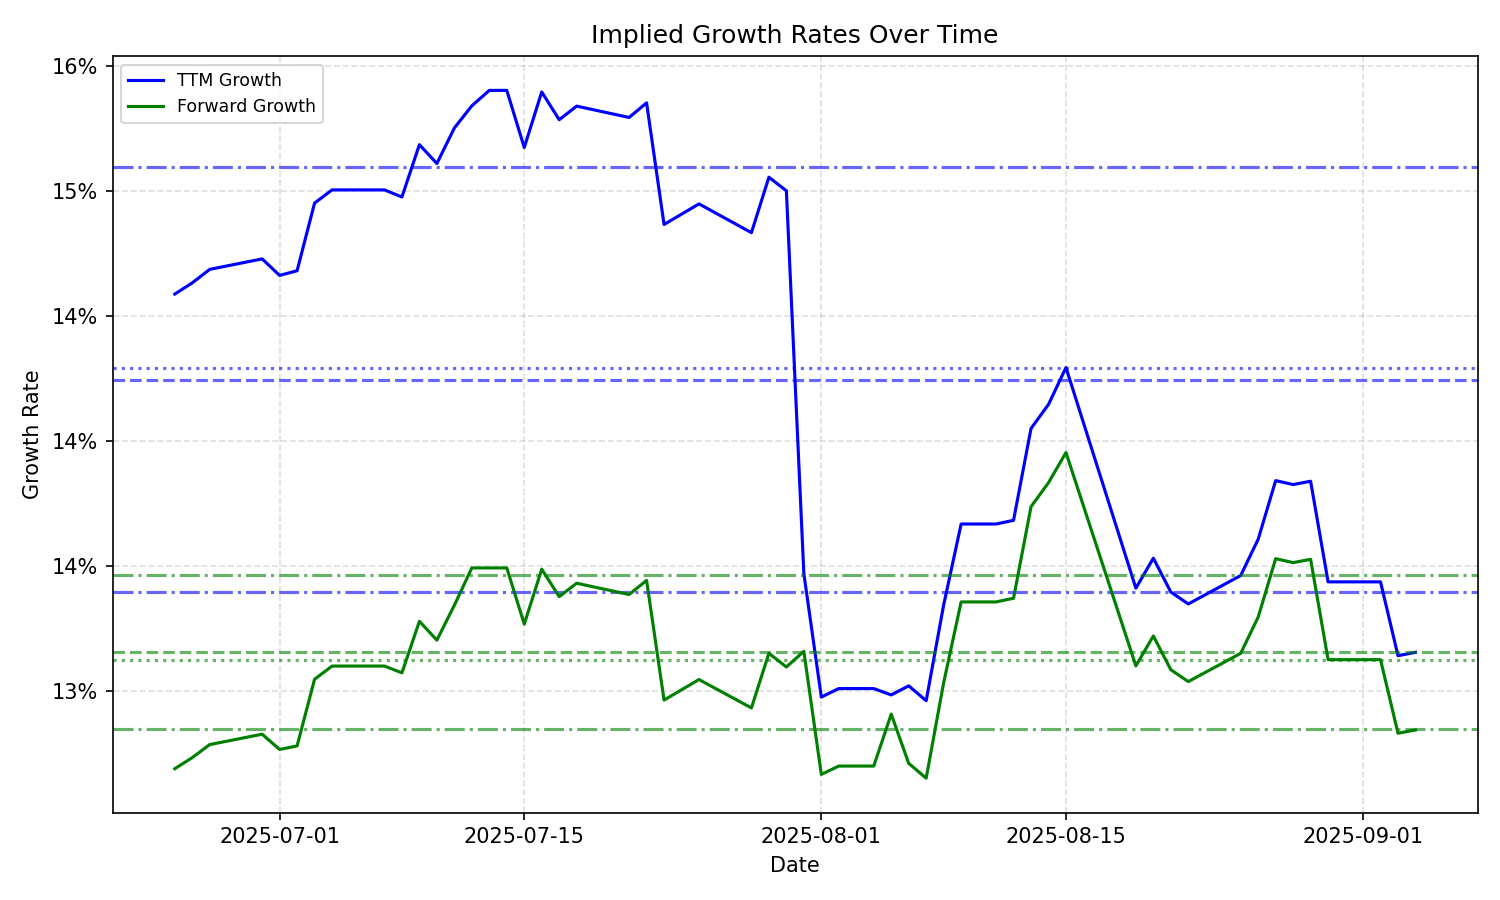 Implied Growth Rates Over Time
TTM Growth
Forward Growth
16%
15%
14%
14%
14%
13%
Growth Rate
2025-07-01
2025-07-15
2025-08-01
2025-08-15
2025-09-01
Date